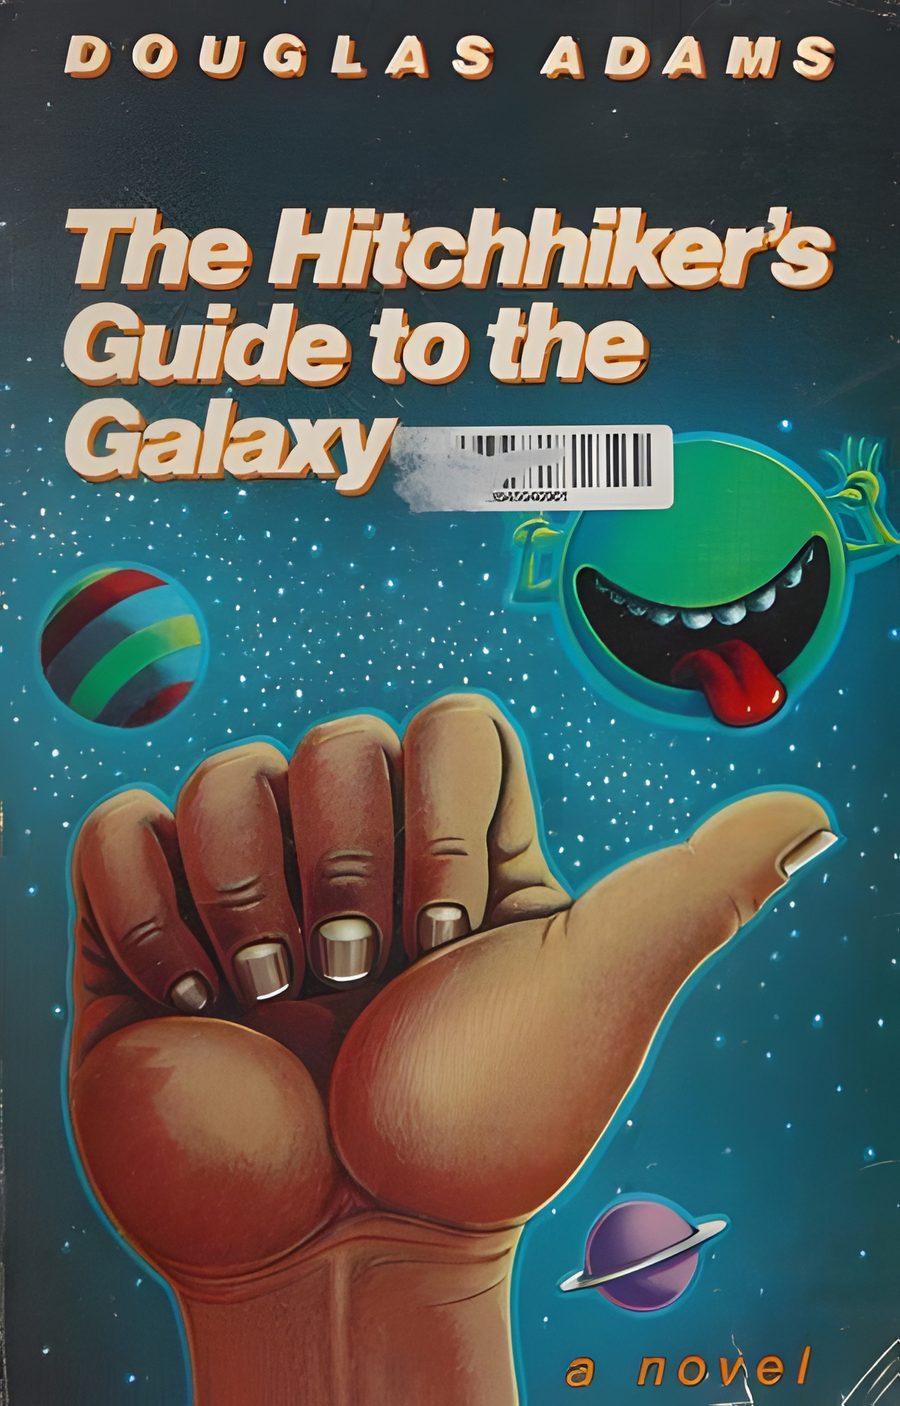 DOUGLAS ADAMS
The Hitchhiker's
Guide to the
Galaxy
a novel